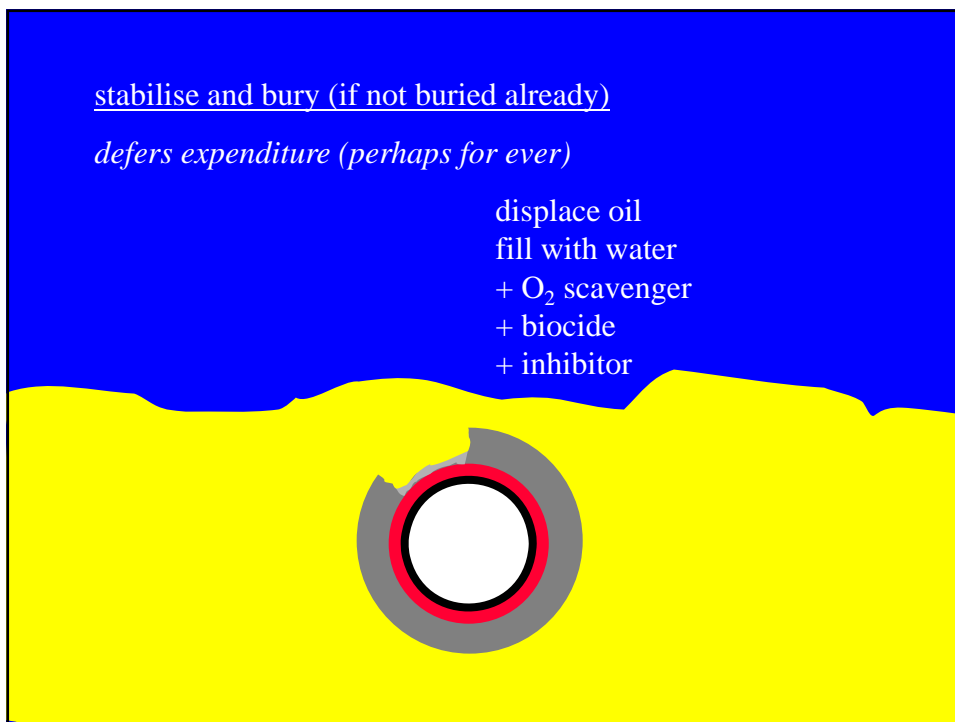 stabilise and bury (if not buried already)
defers expenditure (perhaps for ever)
displace oil
fill with water
+ O₂ scavenger
+ biocide
+ inhibitor